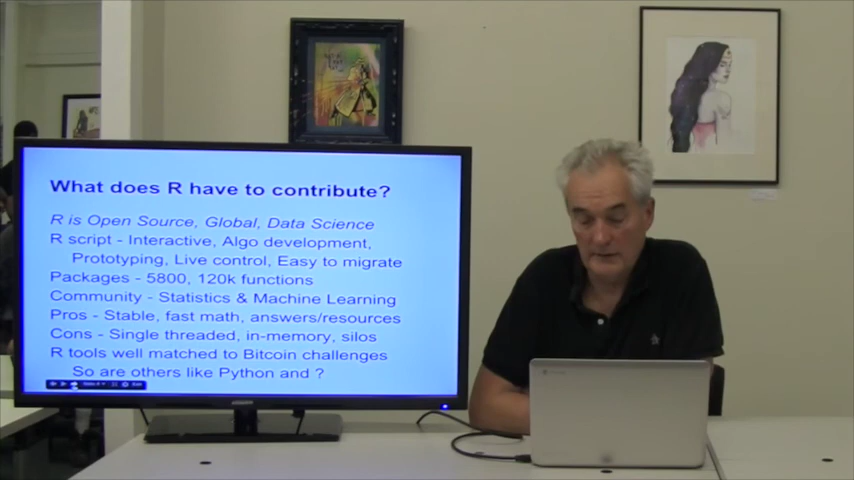 What does R have to contribute?
R is Open Source, Global, Data Science
R script - Interactive, Algo development,
Prototyping, Live control, Easy to migrate
Packages - 5800, 120k functions
Community - Statistics & Machine Learning
Pros - Stable, fast math, answers/resources
Cons - Single threaded, in-memory, silos
R tools well matched to Bitcoin challenges
So are others like Python and ?